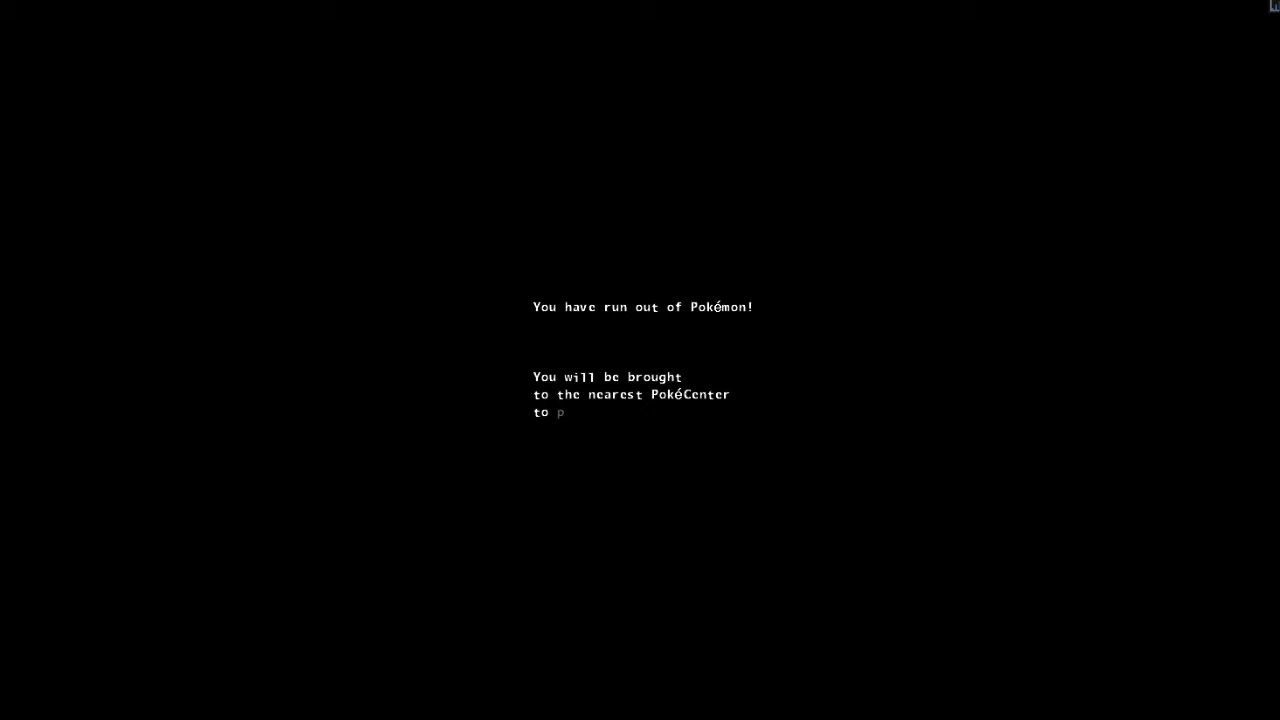 You have run out of Pokémon!
You will be brought
to the nearest PokéCenter
to p